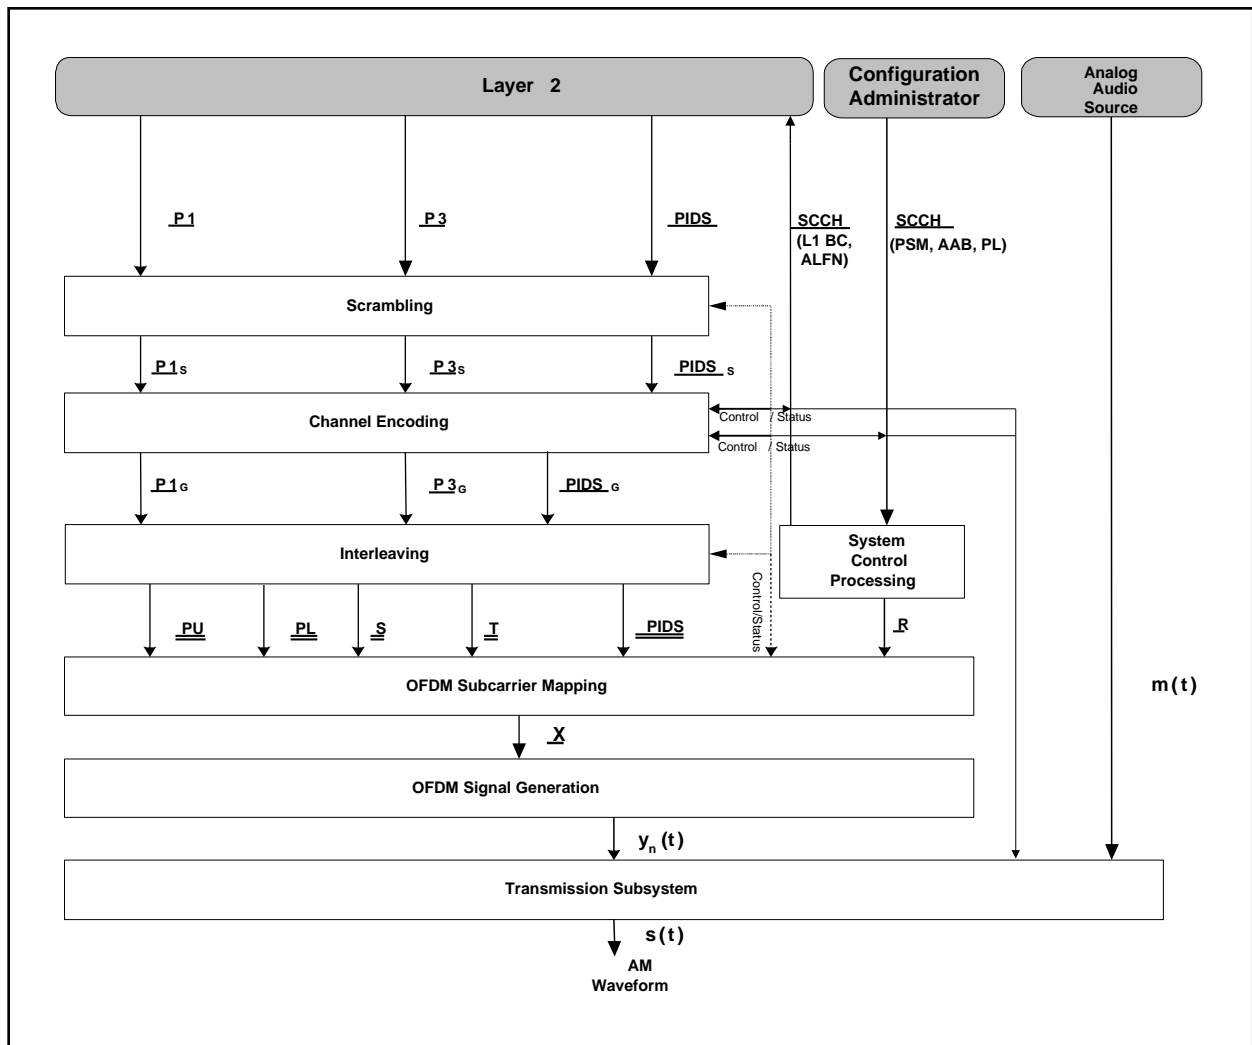 Layer 2
Configuration
Administrator
Analog
Audio
Source
P1
P3
PIDS
SCCH
(L1 BC,
ALFN)
SCCH
(PSM, AAB, PL)
Scrambling
P1S
P3S
PIDS S
Channel Encoding
Control / Status
Control / Status
P1G
P3G
PIDS G
Interleaving
System
Control
Processing
Control/Status
PU
PL
S
T
PIDS
R
OFDM Subcarrier Mapping
m(t)
X
OFDM Signal Generation
yn(t)
Transmission Subsystem
s(t)
AM
Waveform